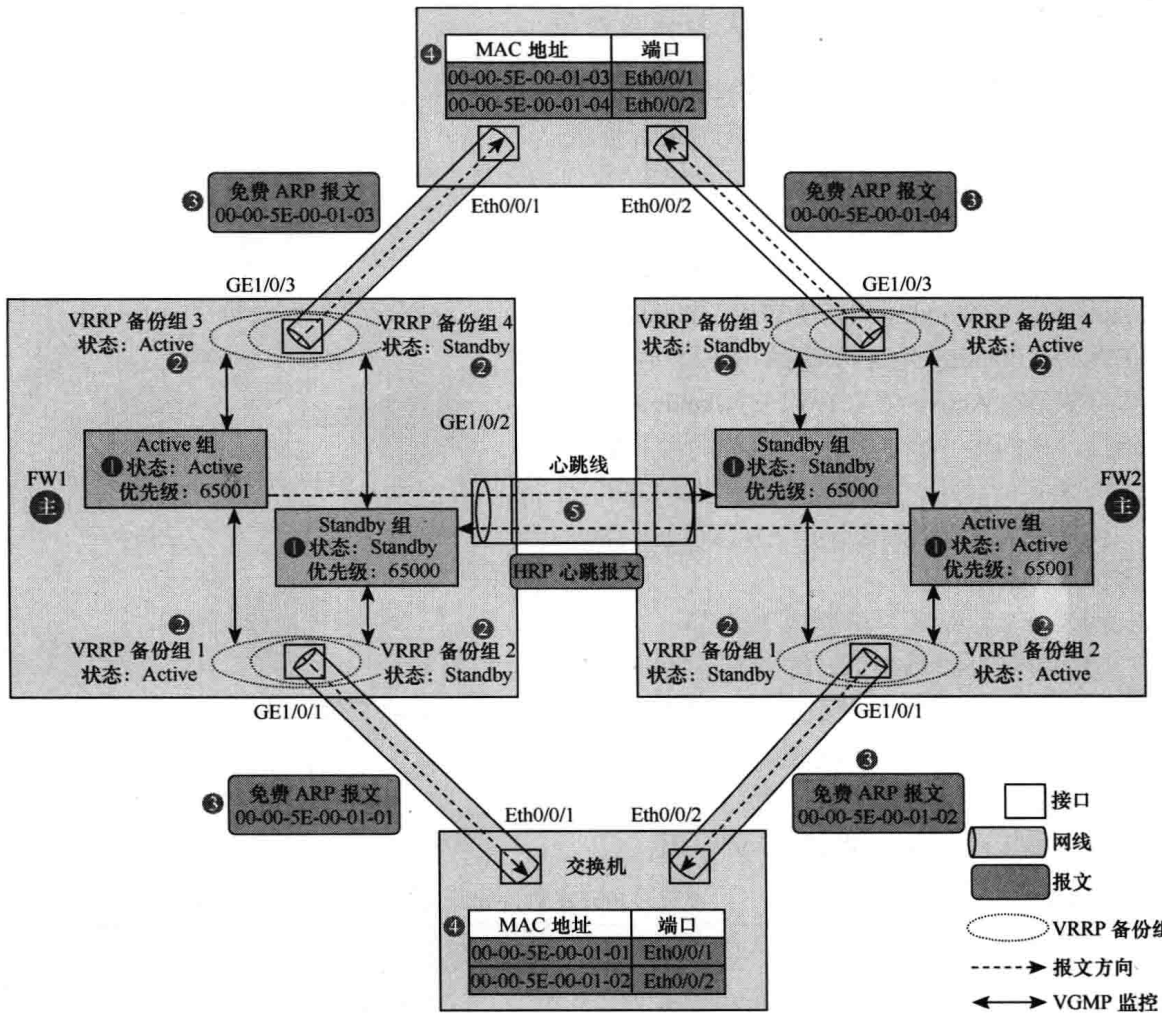 ④ MAC 地址 端口
00-00-5E-00-01-03 Eth0/0/1
00-00-5E-00-01-04 Eth0/0/2
③ 免费 ARP 报文
00-00-5E-00-01-03
Eth0/0/1
Eth0/0/2
免费 ARP 报文 ③
00-00-5E-00-01-04
GE1/0/3
GE1/0/3
VRRP 备份组 3
状态：Active
②
VRRP 备份组 4
状态：Standby
②
VRRP 备份组 3
状态：Standby
②
VRRP 备份组 4
状态：Active
②
GE1/0/2
FW1
主
Active 组
① 状态：Active
优先级：65001
Standby 组
① 状态：Standby
优先级：65000
心跳线
⑤
HRP 心跳报文
Standby 组
① 状态：Standby
优先级：65000
Active 组
① 状态：Active
优先级：65001
FW2
主
②
VRRP 备份组 1
状态：Active
②
VRRP 备份组 2
状态：Standby
②
VRRP 备份组 1
状态：Standby
②
VRRP 备份组 2
状态：Active
GE1/0/1
GE1/0/1
③ 免费 ARP 报文
00-00-5E-00-01-01
③
免费 ARP 报文
00-00-5E-00-01-02
Eth0/0/1
Eth0/0/2
交换机
④ MAC 地址 端口
00-00-5E-00-01-01 Eth0/0/1
00-00-5E-00-01-02 Eth0/0/2
接口
网线
报文
VRRP 备份组
报文方向
VGMP 监控